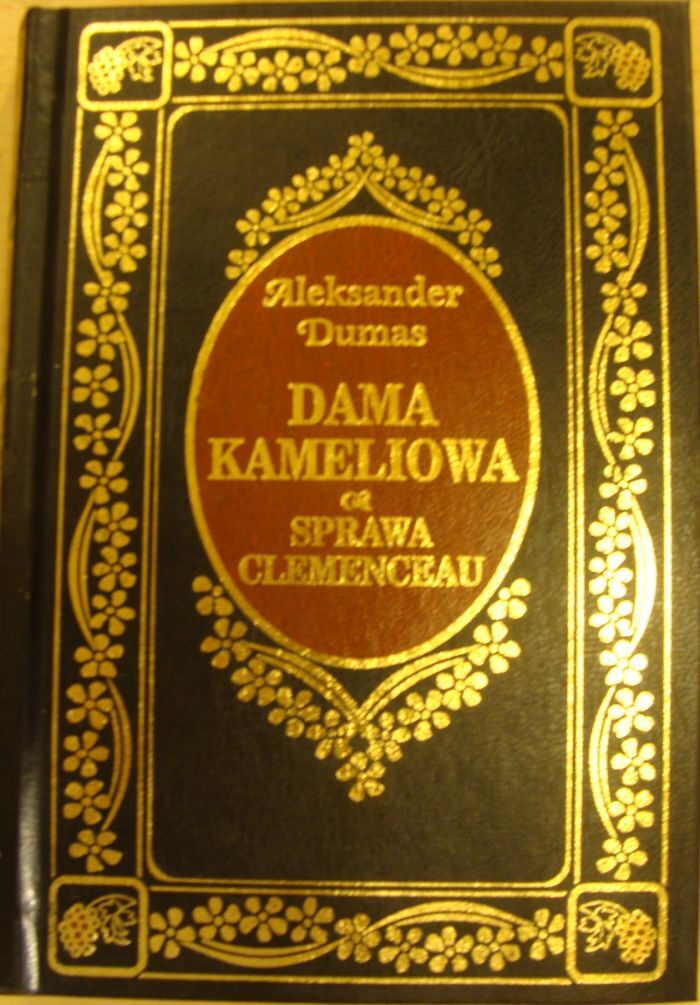 Aleksander
Dumas
DAMA
KAMELIOWA
SPRAWA
CLEMENCEAU